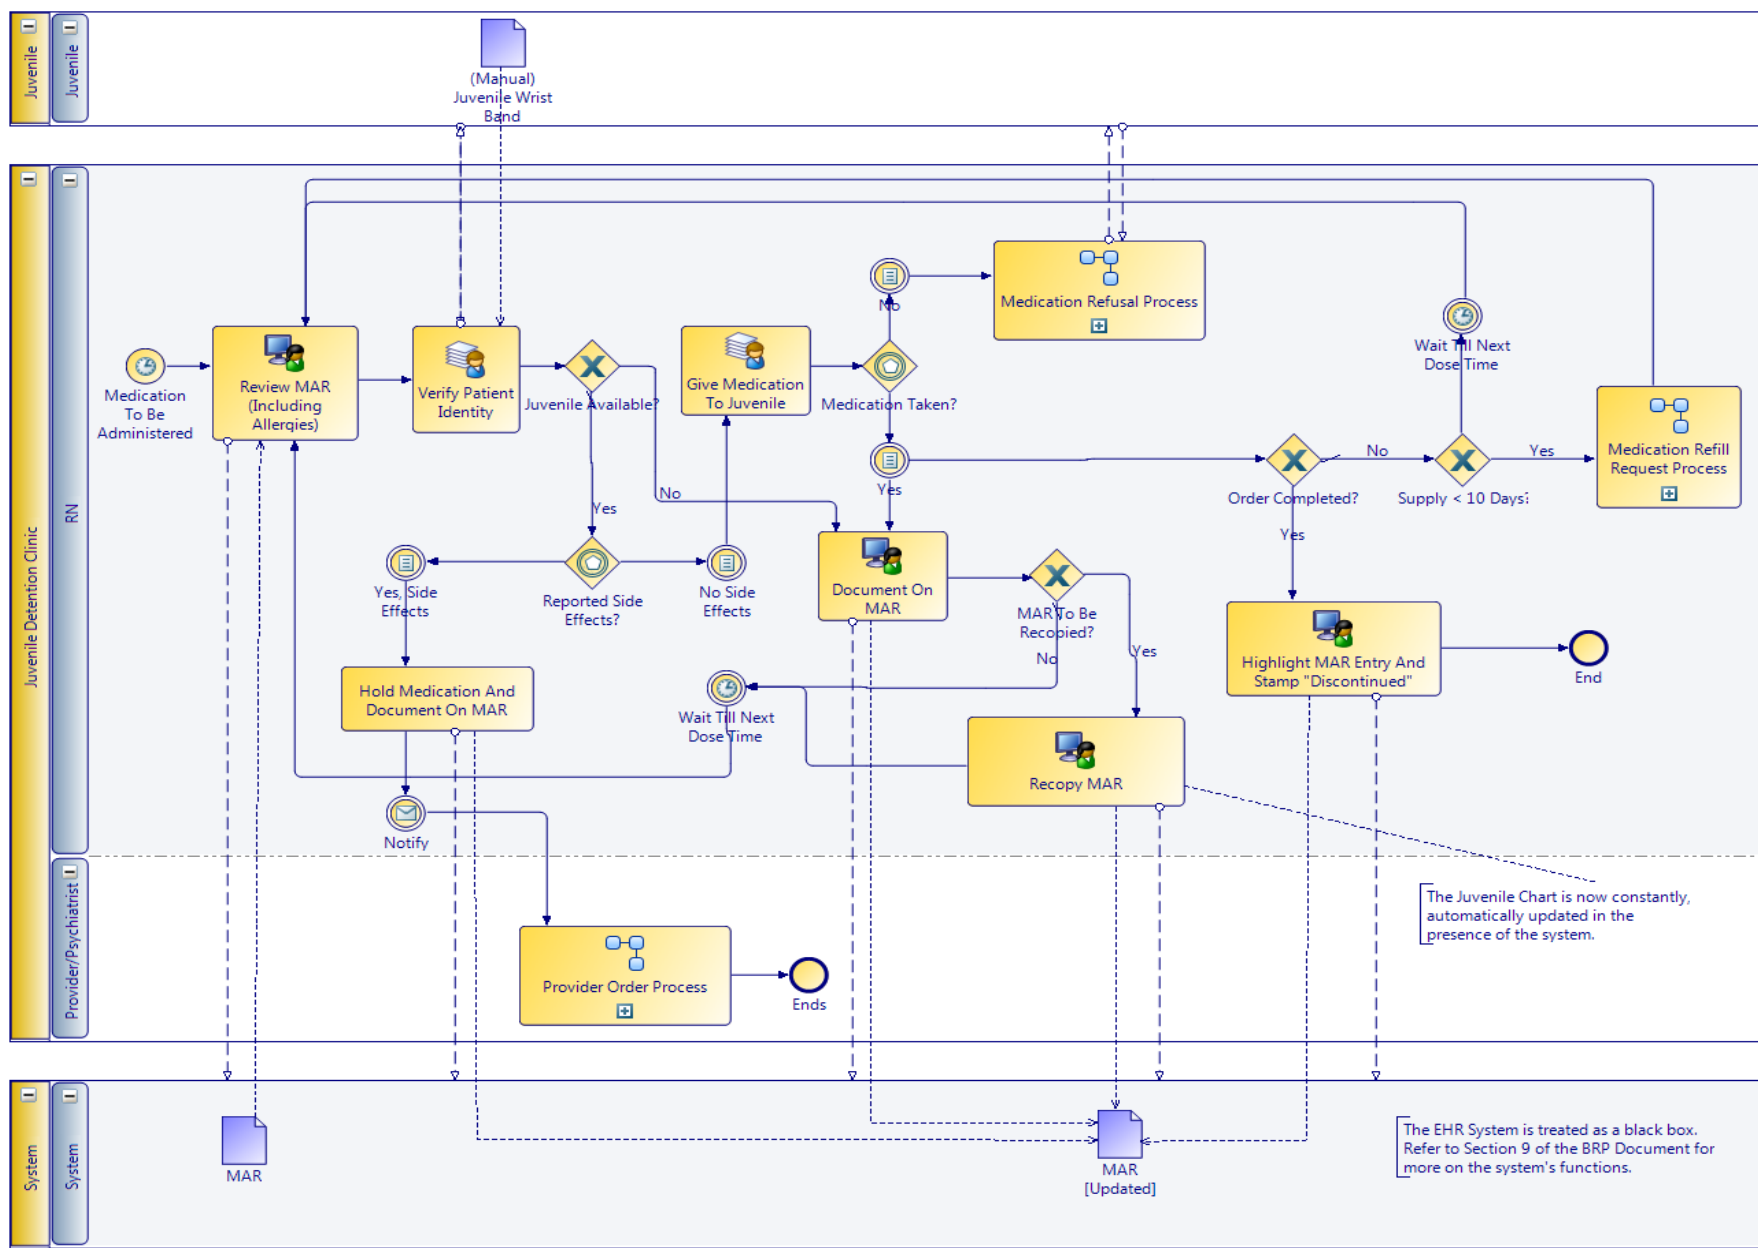 Juvenile
Juvenile
(Manual)
Juvenile Wrist
Band
Juvenile Detention Clinic
RN
Medication
To Be
Administered
Review MAR
(Including
Allergies)
Verify Patient
Identity
Juvenile Available?
No
Yes
Give Medication
To Juvenile
Medication Taken?
No
Yes
Medication Refusal Process
Wait Till Next
Dose Time
Medication Refill
Request Process
Order Completed?
No
Yes
Supply < 10 Days?
Yes
Yes, Side
Effects
Reported Side
Effects?
No Side
Effects
Document On
MAR
MAR To Be
Recopied?
No
Yes
Highlight MAR Entry And
Stamp "Discontinued"
End
Hold Medication And
Document On MAR
Wait Till Next
Dose Time
Recopy MAR
Notify
Provider/Psychiatrist
Provider Order Process
Ends
The Juvenile Chart is now constantly,
automatically updated in the
presence of the system.
System
System
MAR
MAR
[Updated]
The EHR System is treated as a black box.
Refer to Section 9 of the BRP Document for
more on the system's functions.